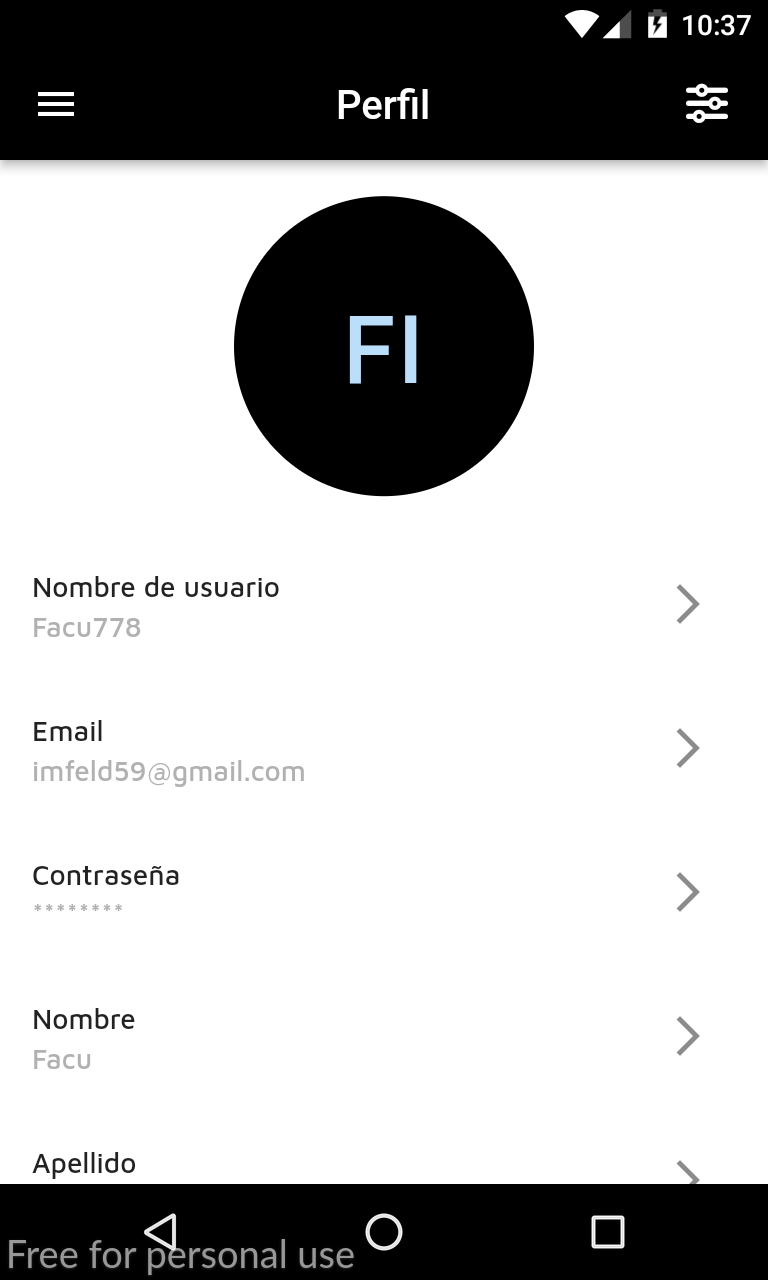 10:37
Perfil
FI
Nombre de usuario
Facu778
Email
imfeld59@gmail.com
Contraseña
********
Nombre
Facu
Apellido
Free for personal use